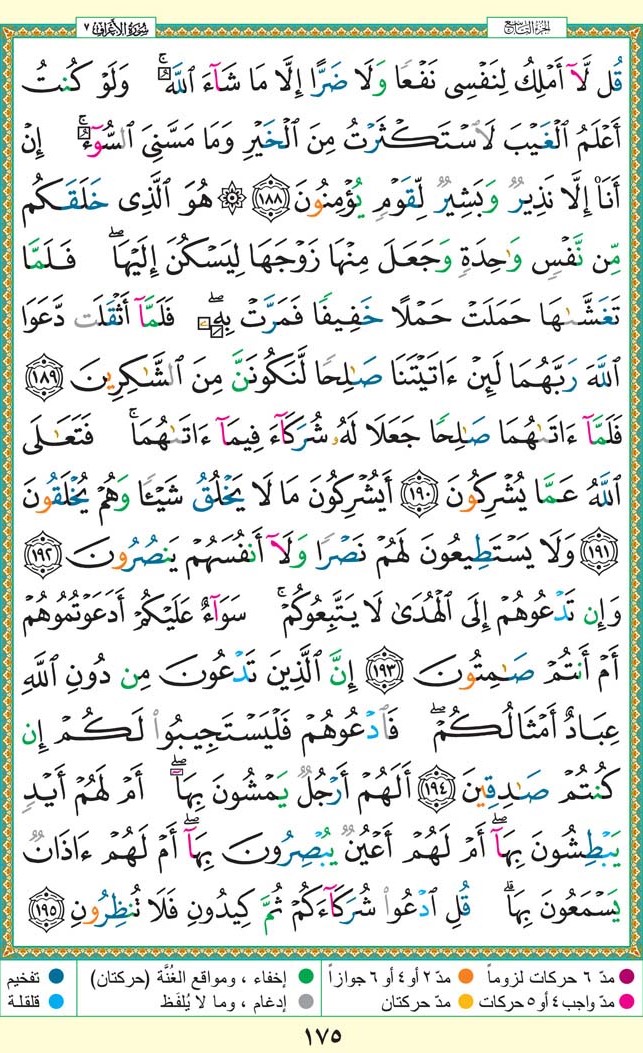 سُورَةُ الأَعْرَاف ٧
الجزء التاسع
قُل لَّآ أَمْلِكُ لِنَفْسِى نَفْعًا وَلَا ضَرًّا إِلَّا مَا شَآءَ ٱللَّهُۚ وَلَوْ كُنتُ
أَعْلَمُ ٱلْغَيْبَ لَٱسْتَكْثَرْتُ مِنَ ٱلْخَيْرِ وَمَا مَسَّنِىَ ٱلسُّوٓءُۚ إِنْ
أَنَا۠ إِلَّا نَذِيرٌ وَبَشِيرٌ لِّقَوْمٍ يُؤْمِنُونَ ١٨٨ ۞ هُوَ ٱلَّذِى خَلَقَكُم
مِّن نَّفْسٍ وَٰحِدَةٍ وَجَعَلَ مِنْهَا زَوْجَهَا لِيَسْكُنَ إِلَيْهَاۖ فَلَمَّا
تَغَشَّىٰهَا حَمَلَتْ حَمْلًا خَفِيفًا فَمَرَّتْ بِهِۦۖ فَلَمَّآ أَثْقَلَت دَّعَوَا
ٱللَّهَ رَبَّهُمَا لَئِنْ ءَاتَيْتَنَا صَٰلِحًا لَّنَكُونَنَّ مِنَ ٱلشَّٰكِرِينَ ١٨٩
فَلَمَّآ ءَاتَىٰهُمَا صَٰلِحًا جَعَلَا لَهُۥ شُرَكَآءَ فِيمَآ ءَاتَىٰهُمَاۚ فَتَعَٰلَى
ٱللَّهُ عَمَّا يُشْرِكُونَ ١٩٠ أَيُشْرِكُونَ مَا لَا يَخْلُقُ شَيْـًٔا وَهُمْ يُخْلَقُونَ
١٩١ وَلَا يَسْتَطِيعُونَ لَهُمْ نَصْرًا وَلَآ أَنفُسَهُمْ يَنصُرُونَ ١٩٢
وَإِن تَدْعُوهُمْ إِلَى ٱلْهُدَىٰ لَا يَتَّبِعُوكُمْۚ سَوَآءٌ عَلَيْكُمْ أَدَعَوْتُمُوهُمْ
أَمْ أَنتُمْ صَٰمِتُونَ ١٩٣ إِنَّ ٱلَّذِينَ تَدْعُونَ مِن دُونِ ٱللَّهِ
عِبَادٌ أَمْثَالُكُمْۖ فَٱدْعُوهُمْ فَلْيَسْتَجِيبُوا۟ لَكُمْ إِن
كُنتُمْ صَٰدِقِينَ ١٩٤ أَلَهُمْ أَرْجُلٌ يَمْشُونَ بِهَآۖ أَمْ لَهُمْ أَيْدٍ
يَبْطِشُونَ بِهَآۖ أَمْ لَهُمْ أَعْيُنٌ يُبْصِرُونَ بِهَآۖ أَمْ لَهُمْ ءَاذَانٌ
يَسْمَعُونَ بِهَاۗ قُلِ ٱدْعُوا۟ شُرَكَآءَكُمْ ثُمَّ كِيدُونِ فَلَا تُنظِرُونِ ١٩٥
مدّ ٦ حركات لزوماً مدّ ٢ أو ٤ أو ٦ جوازاً إخفاء ، ومواقع الغُنَّة (حركتان) تفخيم
مدّ واجب ٤ أو ٥ حركات مدّ حركتان إدغام ، وما لا يُلفَظ قلقلة
١٧٥